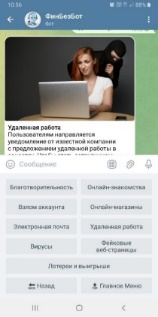 10:36
ФинБезБот
бот
Удаленная работа
Пользователям направляется
уведомление от известной компании
с предложением удаленной работы в
Сообщение
Благотворительность
Онлайн-знакомства
Взлом аккаунта
Онлайн-магазины
Электронная почта
Удаленная работа
Вирусы
Фейковые
веб-страницы
Лотереи и выигрыши
Назад
Главное Меню